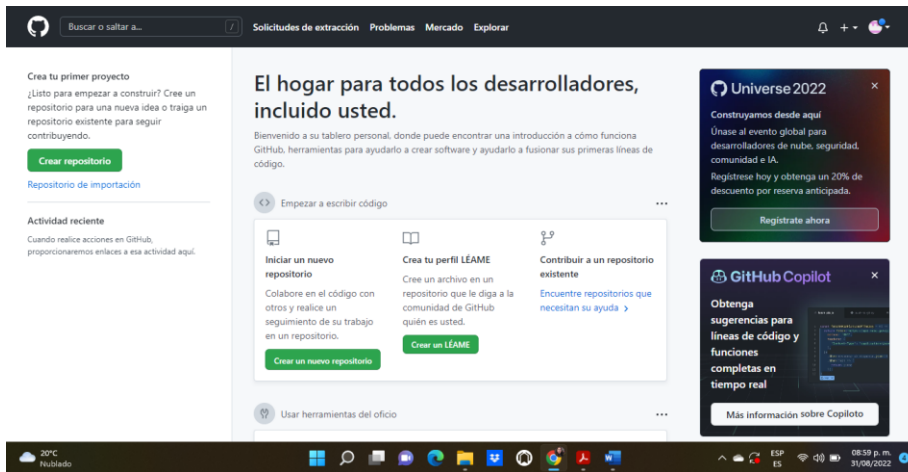 Buscar o saltar a...
/
Solicitudes de extracción Problemas Mercado Explorar
Crea tu primer proyecto
¿Listo para empezar a construir? Cree un
repositorio para una nueva idea o traiga un
repositorio existente para seguir
contribuyendo.
Crear repositorio
Repositorio de importación
Actividad reciente
Cuando realice acciones en GitHub,
proporcionaremos enlaces a esa actividad aquí.
El hogar para todos los desarrolladores,
incluido usted.
Bienvenido a su tablero personal, donde puede encontrar una introducción a cómo funciona
GitHub, herramientas para ayudarlo a crear software y ayudarlo a fusionar sus primeras líneas de
código.
Empezar a escribir código
Iniciar un nuevo
repositorio
Colabore en el código con
otros y realice un
seguimiento de su trabajo
en un repositorio.
Crear un nuevo repositorio
Crea tu perfil LÉAME
Cree un archivo en un
repositorio que le diga a la
comunidad de GitHub
quién es usted.
Crear un LÉAME
Contribuir a un repositorio
existente
Encuentre repositorios que
necesitan su ayuda >
Usar herramientas del oficio
Universe 2022
Construyamos desde aquí
Únase al evento global para
desarrolladores de nube, seguridad,
comunidad e IA.
Regístrese hoy y obtenga un 20% de
descuento por reserva anticipada.
Regístrate ahora
GitHub Copilot
Obtenga
sugerencias para
líneas de código y
funciones
completas en
tiempo real
Más información sobre Copiloto
20°C
Nublado
ESP
ES
08:59 p. m.
31/08/2022